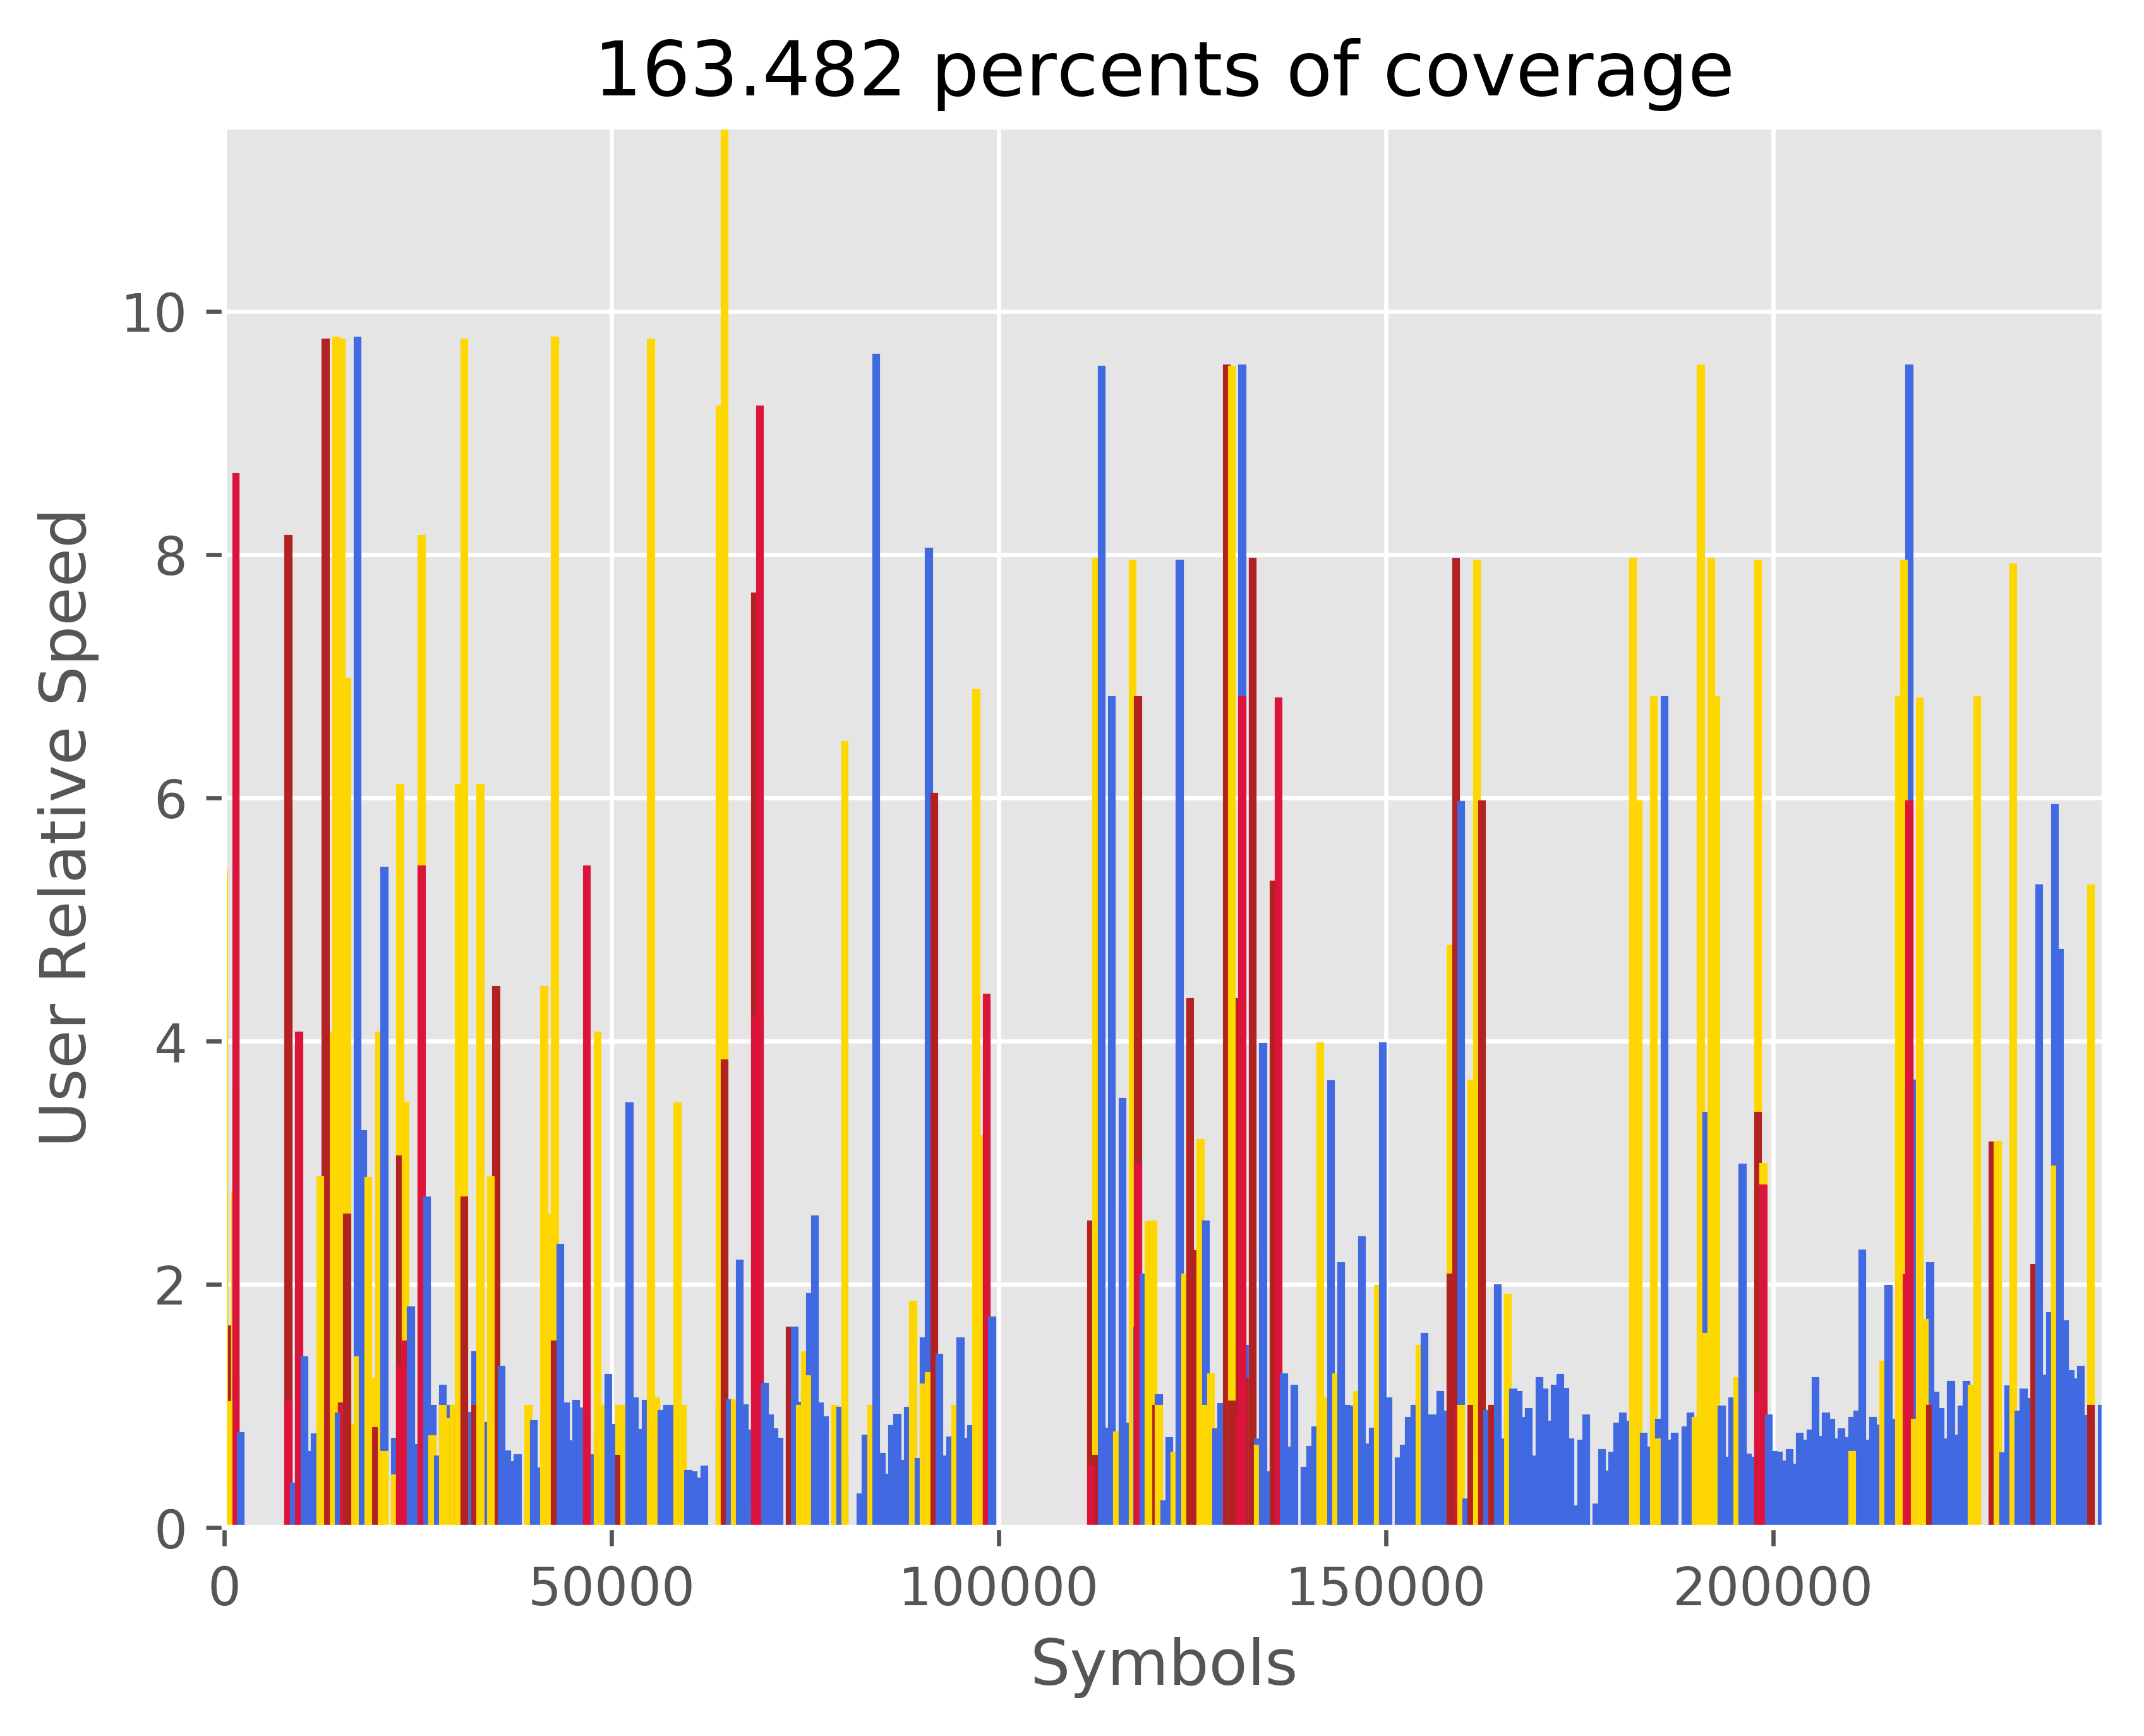 163.482 percents of coverage
User Relative Speed
10
8
6
4
2
0
0 50000 100000 150000 200000
Symbols